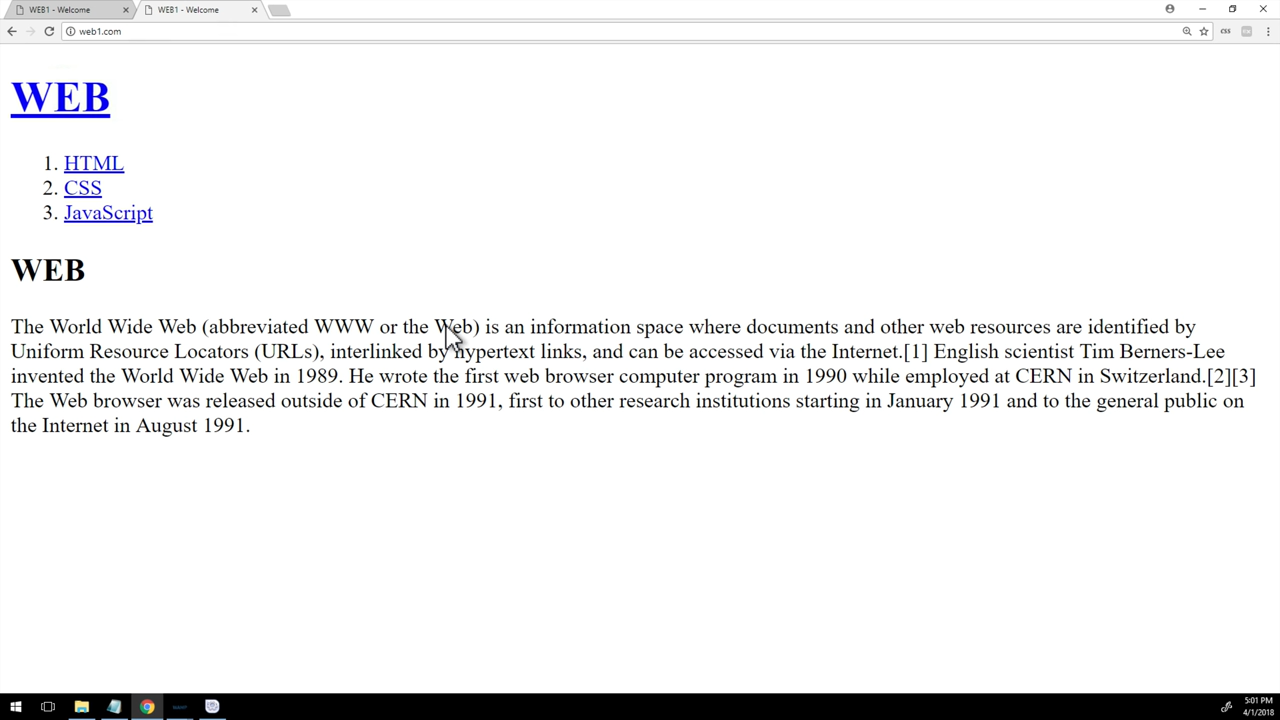 WEB1 - Welcome
WEB1 - Welcome
web1.com
css
WEB
1. HTML
2. CSS
3. JavaScript
WEB
The World Wide Web (abbreviated WWW or the Web) is an information space where documents and other web resources are identified by
Uniform Resource Locators (URLs), interlinked by hypertext links, and can be accessed via the Internet.[1] English scientist Tim Berners-Lee
invented the World Wide Web in 1989. He wrote the first web browser computer program in 1990 while employed at CERN in Switzerland.[2][3]
The Web browser was released outside of CERN in 1991, first to other research institutions starting in January 1991 and to the general public on
the Internet in August 1991.
5:01 PM
4/1/2018